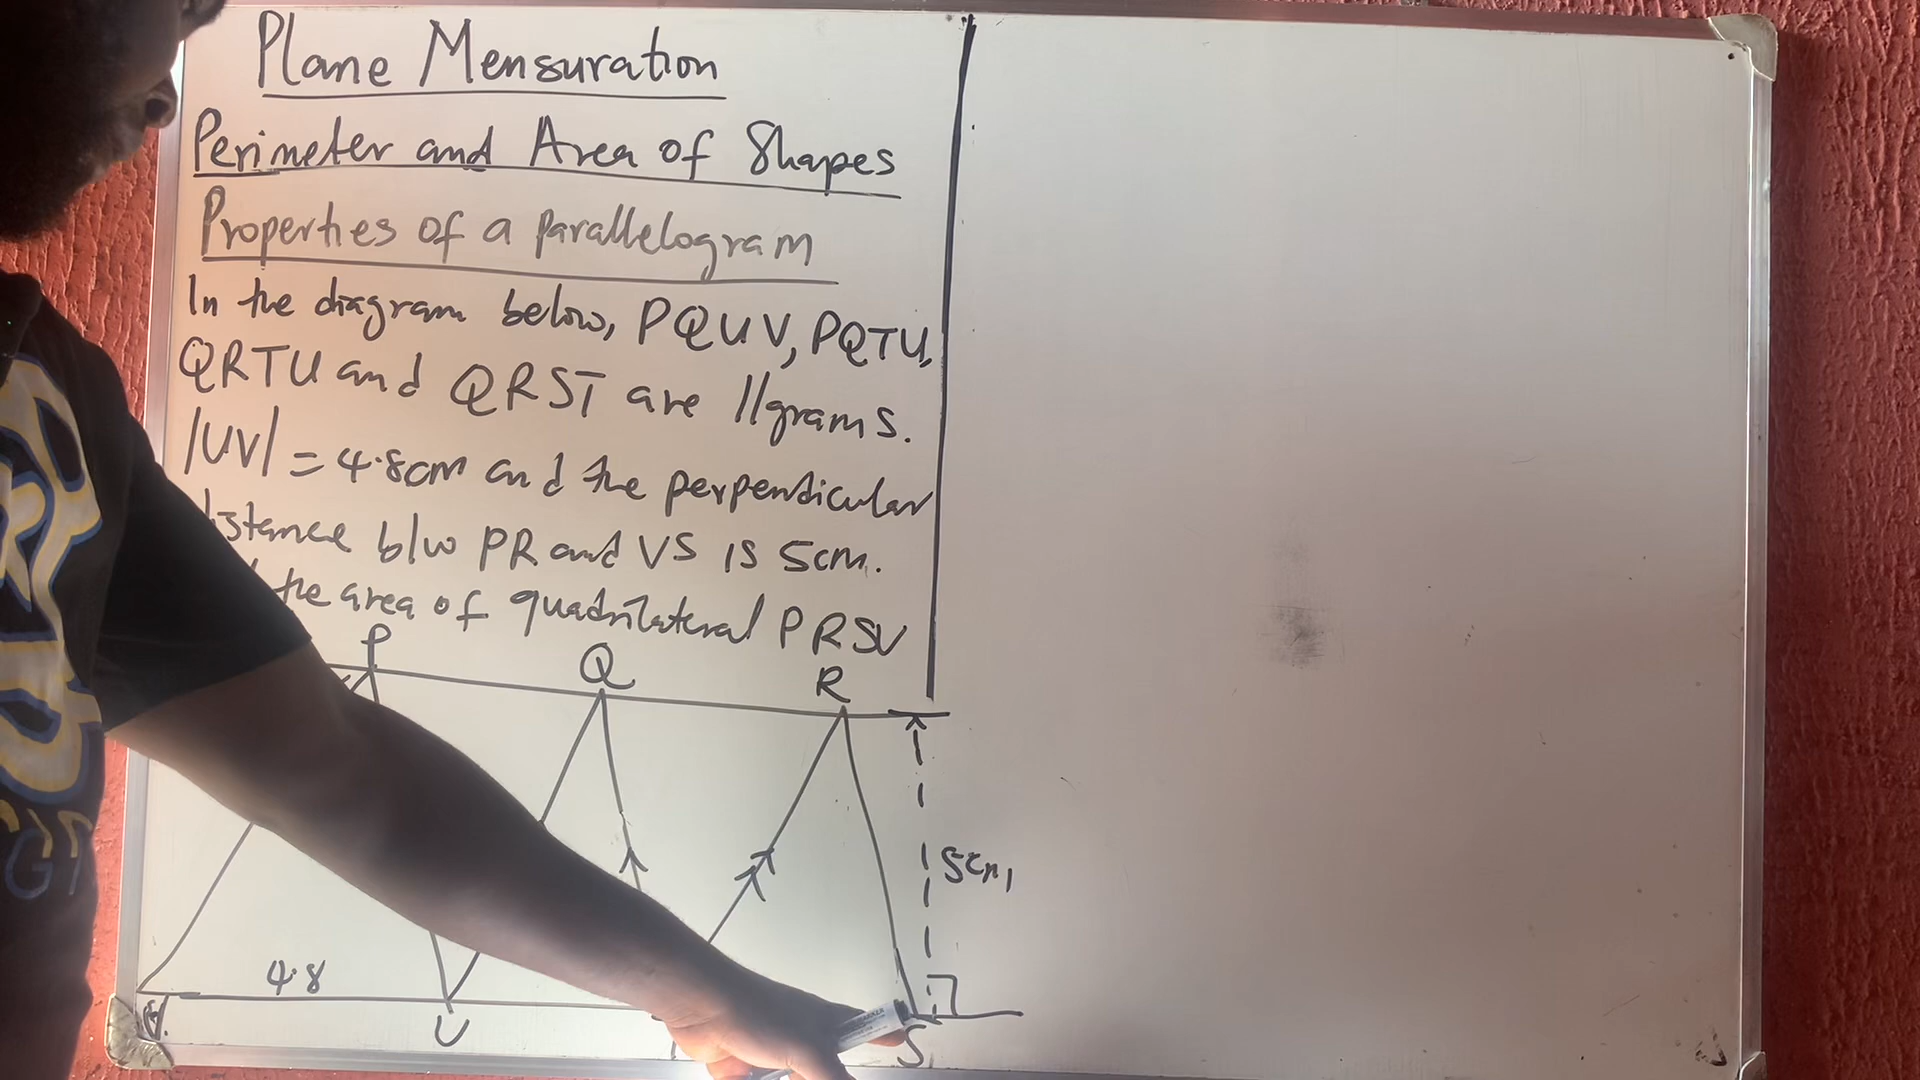 Plane Mensuration
Perimeter and Area of Shapes
Properties of a parallelogram
In the diagram below, PQUV, PQTU,
QRTU and QRST are //grams.
|UV| = 4.8cm and the perpendicular
distance b/w PR and VS is 5cm.
the area of quadrilateral PRSV
P Q R
5cm
4.8
V U S